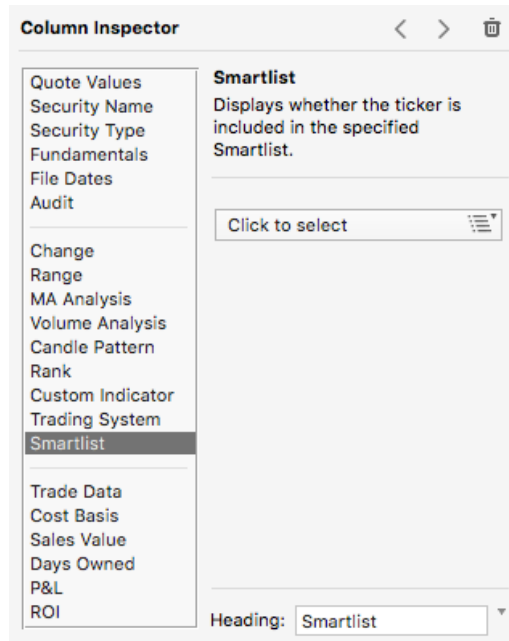 Column Inspector
Quote Values
Security Name
Security Type
Fundamentals
File Dates
Audit
Change
Range
MA Analysis
Volume Analysis
Candle Pattern
Rank
Custom Indicator
Trading System
Smartlist
Trade Data
Cost Basis
Sales Value
Days Owned
P&L
ROI
Smartlist
Displays whether the ticker is
included in the specified
Smartlist.
Click to select
Heading: Smartlist